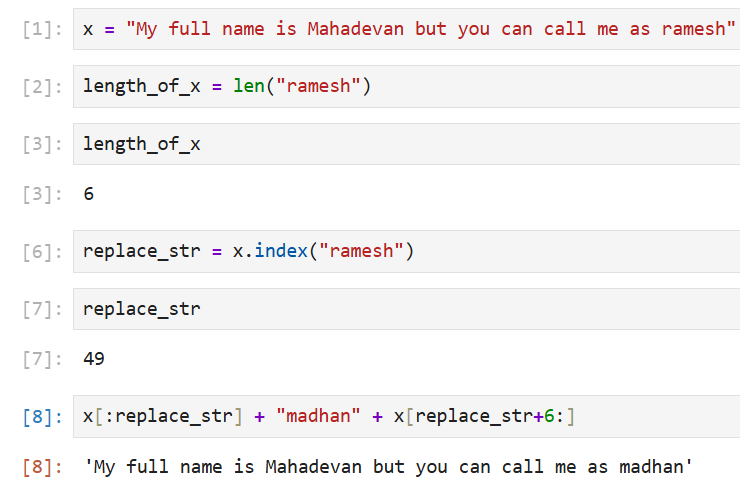 [1]: x = "My full name is Mahadevan but you can call me as ramesh"
[2]: length_of_x = len("ramesh")
[3]: length_of_x
[3]: 6
[6]: replace_str = x.index("ramesh")
[7]: replace_str
[7]: 49
[8]: x[:replace_str] + "madhan" + x[replace_str+6:]
[8]: 'My full name is Mahadevan but you can call me as madhan'